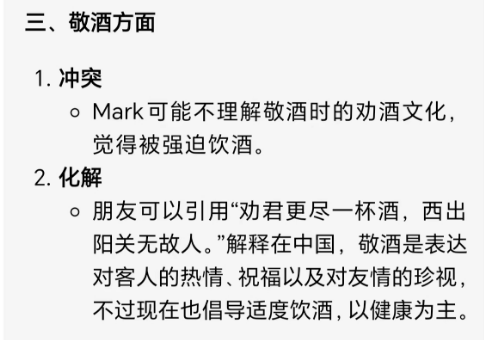 三、敬酒方面
1. 冲突
○ Mark可能不理解敬酒时的劝酒文化，
觉得被强迫饮酒。
2. 化解
○ 朋友可以引用“劝君更尽一杯酒，西出
阳关无故人。”解释在中国，敬酒是表达
对客人的热情、祝福以及对友情的珍视，
不过现在也倡导适度饮酒，以健康为主。